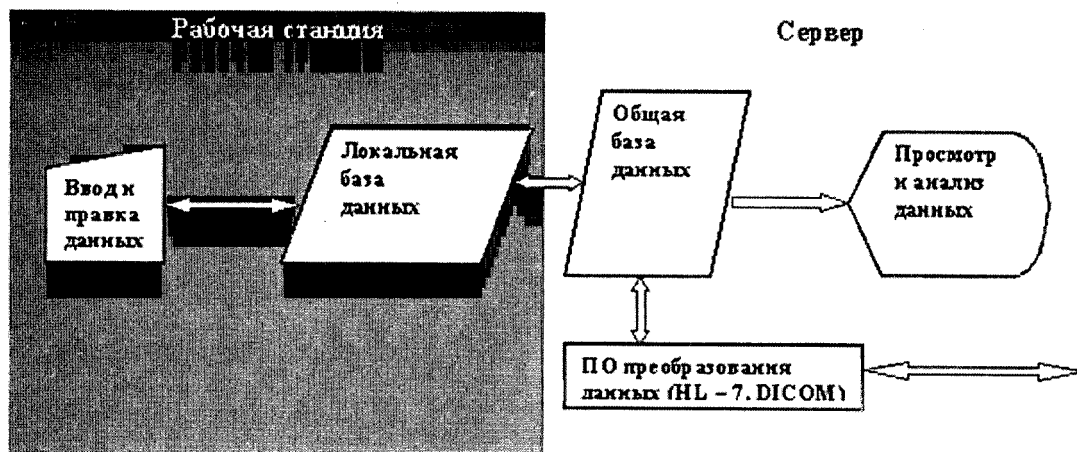 Рабочая станция
Сервер
Ввод и
правка
данных
Локальная
база
данных
Общая
база
данных
Просмотр
и анализ
данных
ПО преобразования
данных (HL – 7. DICOM)